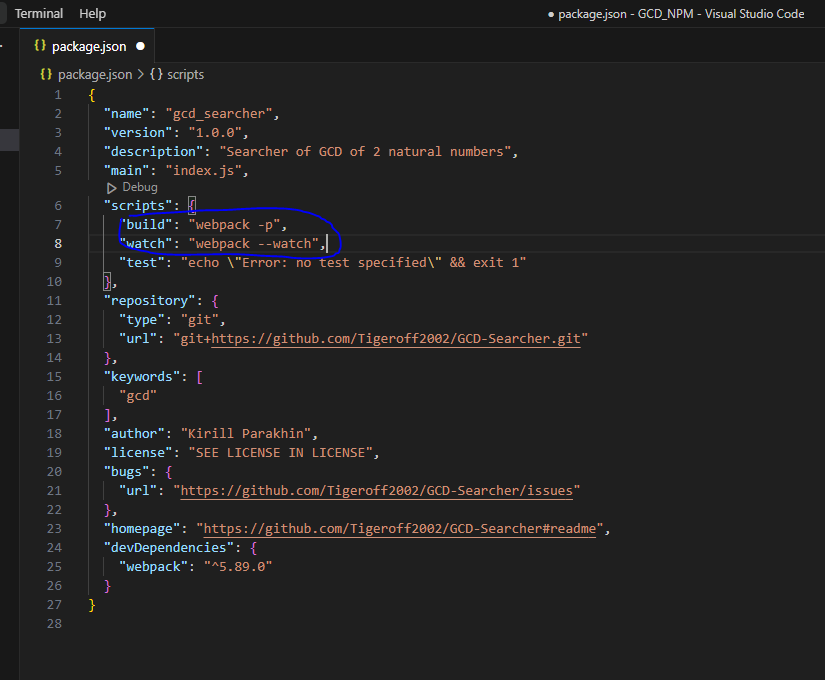 Terminal Help ● package.json - GCD_NPM - Visual Studio Code
{} package.json ●
{} package.json > {} scripts
1 {
2 "name": "gcd_searcher",
3 "version": "1.0.0",
4 "description": "Searcher of GCD of 2 natural numbers",
5 "main": "index.js",
Debug
6 "scripts": {
7 "build": "webpack -p",
8 "watch": "webpack --watch",
9 "test": "echo \"Error: no test specified\" && exit 1"
10 },
11 "repository": {
12 "type": "git",
13 "url": "git+https://github.com/Tigeroff2002/GCD-Searcher.git"
14 },
15 "keywords": [
16 "gcd"
17 ],
18 "author": "Kirill Parakhin",
19 "license": "SEE LICENSE IN LICENSE",
20 "bugs": {
21 "url": "https://github.com/Tigeroff2002/GCD-Searcher/issues"
22 },
23 "homepage": "https://github.com/Tigeroff2002/GCD-Searcher#readme",
24 "devDependencies": {
25 "webpack": "^5.89.0"
26 }
27 }
28